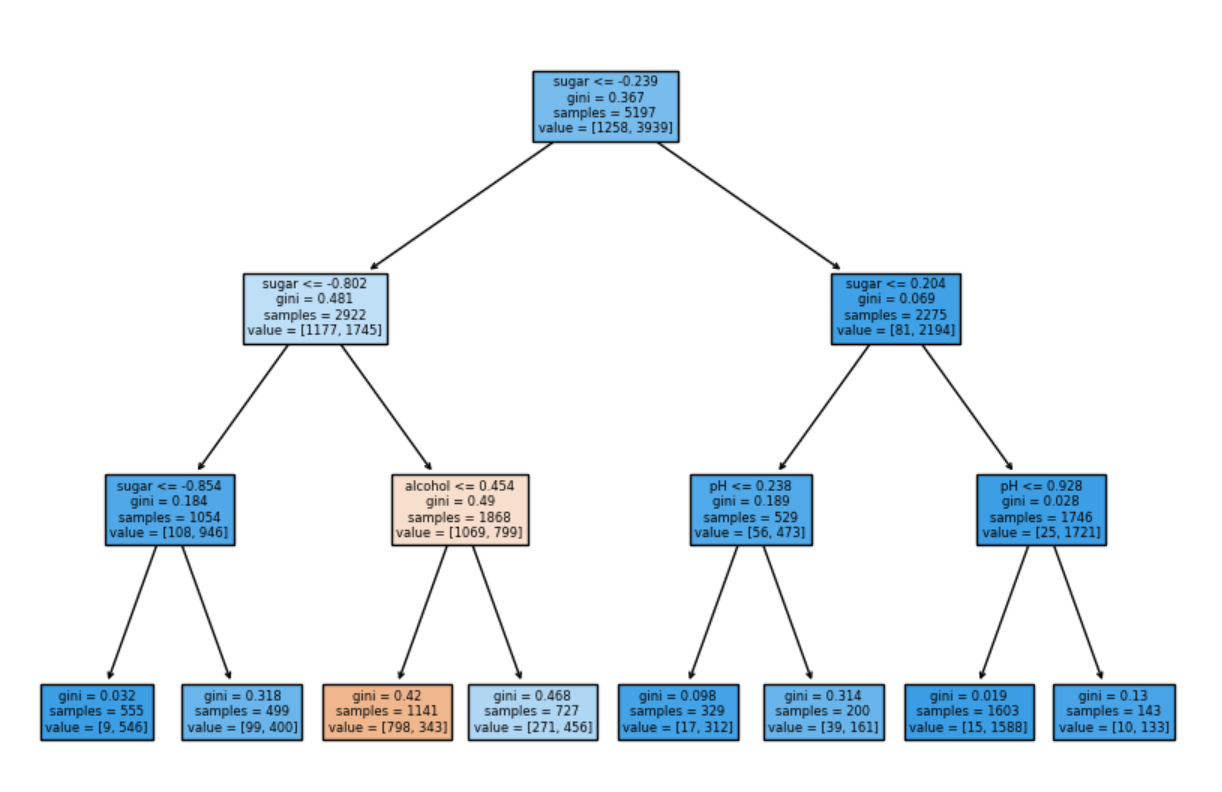 sugar <= -0.239
gini = 0.367
samples = 5197
value = [1258, 3939]
sugar <= -0.802
gini = 0.481
samples = 2922
value = [1177, 1745]
sugar <= 0.204
gini = 0.069
samples = 2275
value = [81, 2194]
sugar <= -0.854
gini = 0.184
samples = 1054
value = [108, 946]
alcohol <= 0.454
gini = 0.49
samples = 1868
value = [1069, 799]
pH <= 0.238
gini = 0.189
samples = 529
value = [56, 473]
pH <= 0.928
gini = 0.028
samples = 1746
value = [25, 1721]
gini = 0.032
samples = 555
value = [9, 546]
gini = 0.318
samples = 499
value = [99, 400]
gini = 0.42
samples = 1141
value = [798, 343]
gini = 0.468
samples = 727
value = [271, 456]
gini = 0.098
samples = 329
value = [17, 312]
gini = 0.314
samples = 200
value = [39, 161]
gini = 0.019
samples = 1603
value = [15, 1588]
gini = 0.13
samples = 143
value = [10, 133]